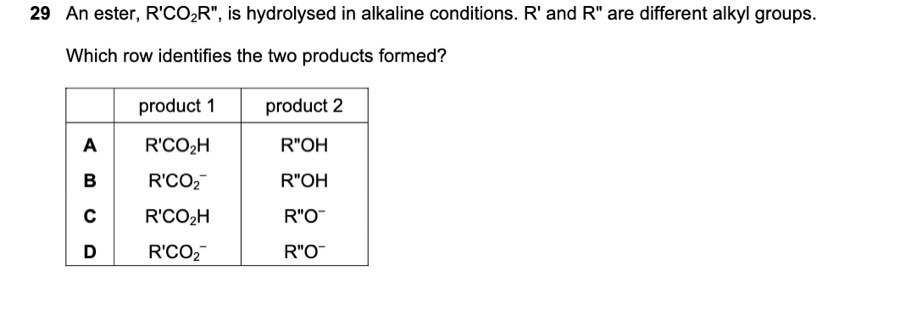 29 An ester, R'CO₂R", is hydrolysed in alkaline conditions. R' and R" are different alkyl groups.
Which row identifies the two products formed?
product 1 product 2
A R'CO₂H R"OH
B R'CO₂⁻ R"OH
C R'CO₂H R"O⁻
D R'CO₂⁻ R"O⁻